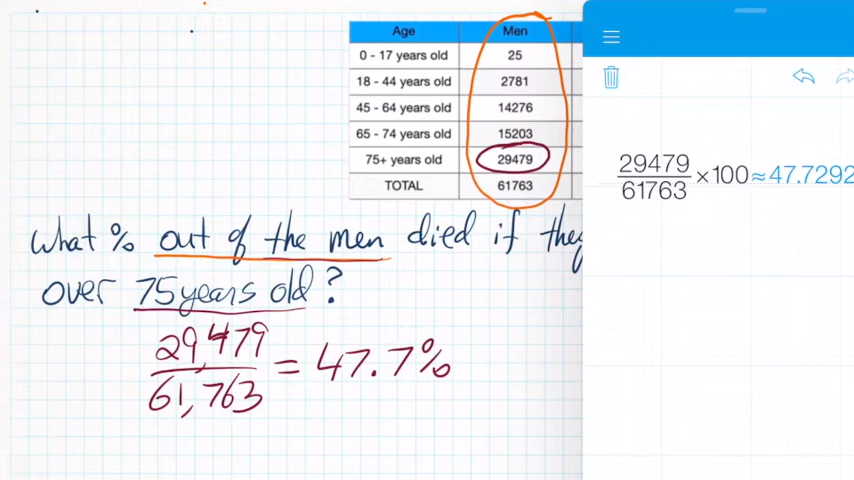 Age Men
0 - 17 years old 25
18 - 44 years old 2781
45 - 64 years old 14276
65 - 74 years old 15203
75+ years old 29479
TOTAL 61763
29479/61763 ×100≈47.7292
What % out of the men died if they
over 75 years old?
29,479/61,763 = 47.7%